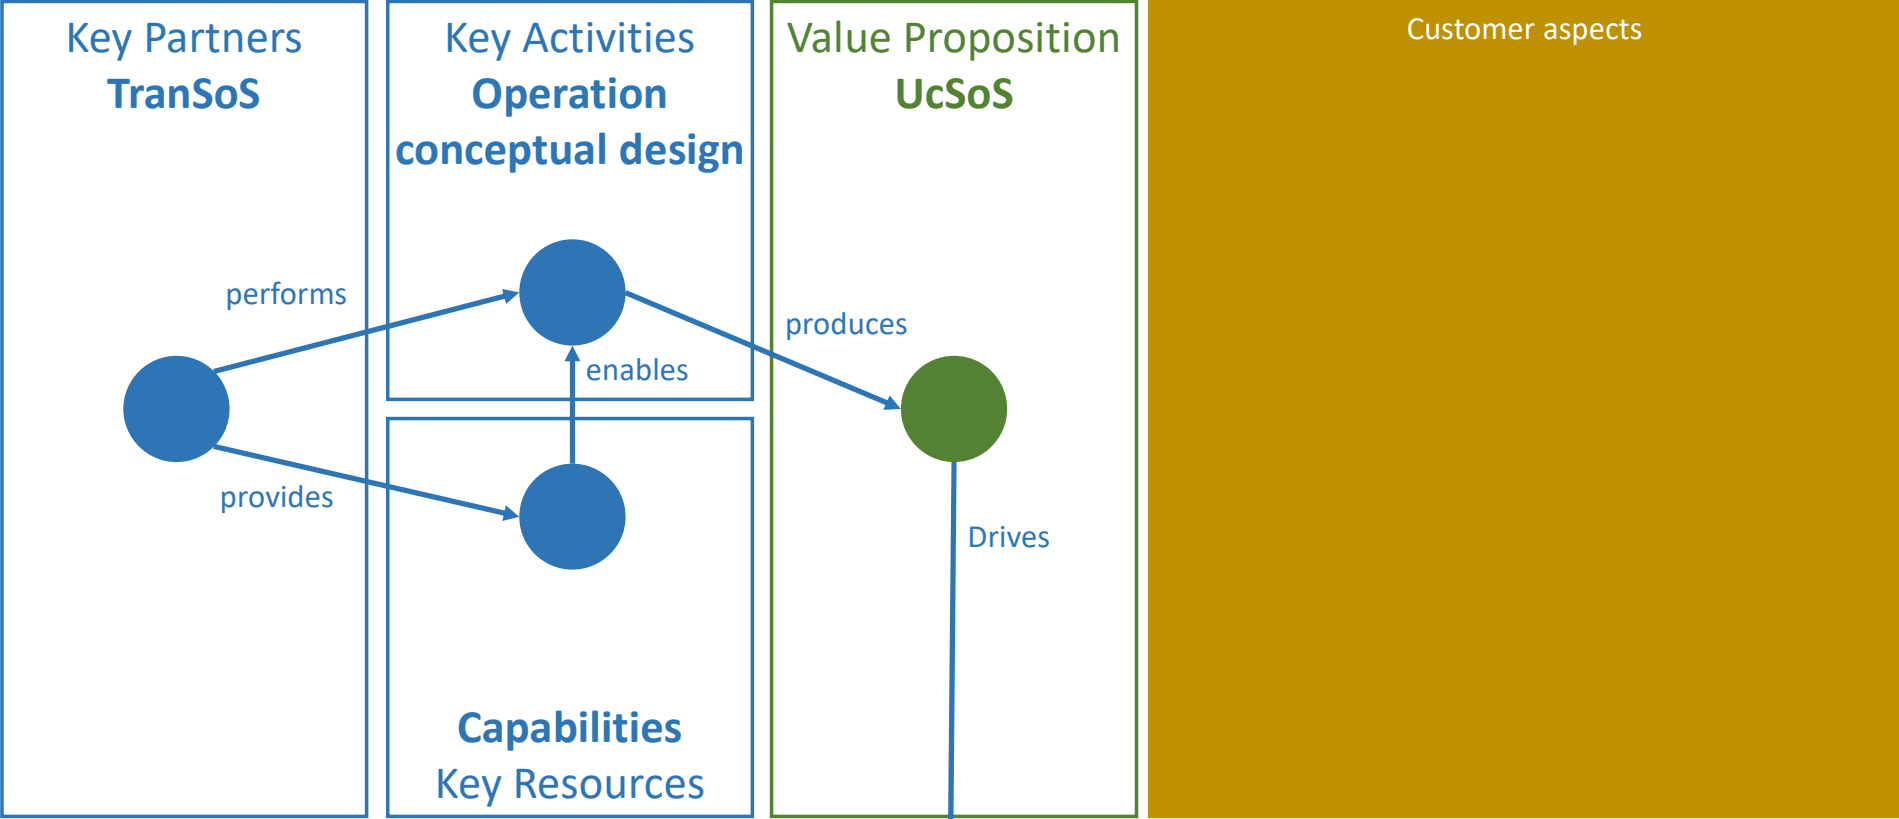 Key Partners
TranSoS
Key Activities
Operation
conceptual design
Value Proposition
UcSoS
Customer aspects
performs
produces
enables
provides
Drives
Capabilities
Key Resources